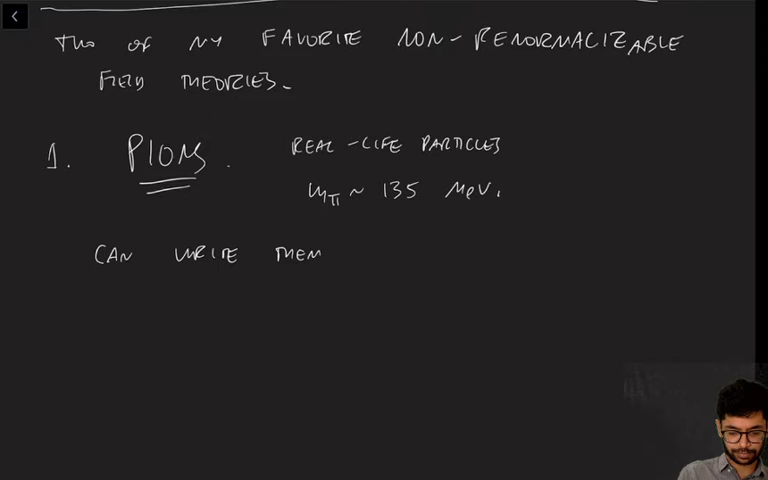 TWO OF MY FAVORITE NON-RENORMALIZABLE
FIELD THEORIES.
1. PIONS. REAL-LIFE PARTICLES
mπ ~ 135 MeV.
CAN WRITE THEM